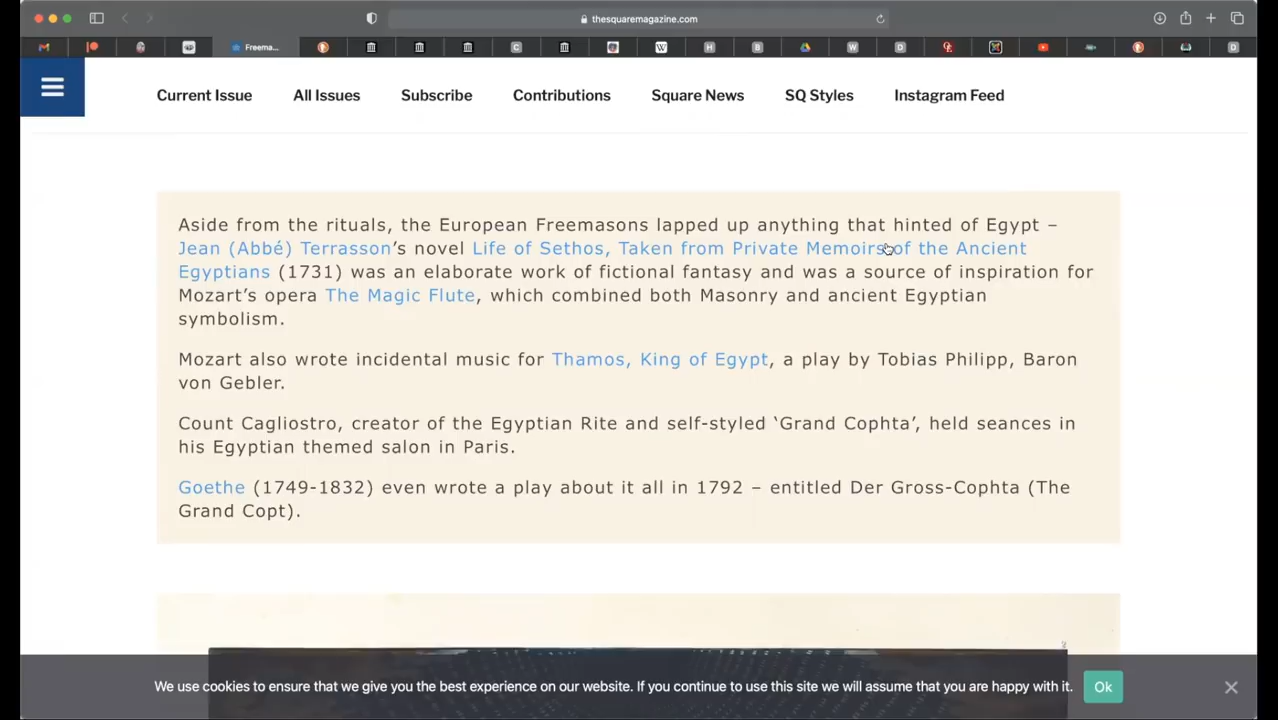 thesquaremagazine.com
Freema...
Current Issue
All Issues
Subscribe
Contributions
Square News
SQ Styles
Instagram Feed
Aside from the rituals, the European Freemasons lapped up anything that hinted of Egypt –
Jean (Abbé) Terrasson’s novel Life of Sethos, Taken from Private Memoirs of the Ancient
Egyptians (1731) was an elaborate work of fictional fantasy and was a source of inspiration for
Mozart’s opera The Magic Flute, which combined both Masonry and ancient Egyptian
symbolism.
Mozart also wrote incidental music for Thamos, King of Egypt, a play by Tobias Philipp, Baron
von Gebler.
Count Cagliostro, creator of the Egyptian Rite and self-styled ‘Grand Cophta’, held seances in
his Egyptian themed salon in Paris.
Goethe (1749-1832) even wrote a play about it all in 1792 – entitled Der Gross-Cophta (The
Grand Copt).
We use cookies to ensure that we give you the best experience on our website. If you continue to use this site we will assume that you are happy with it.
Ok